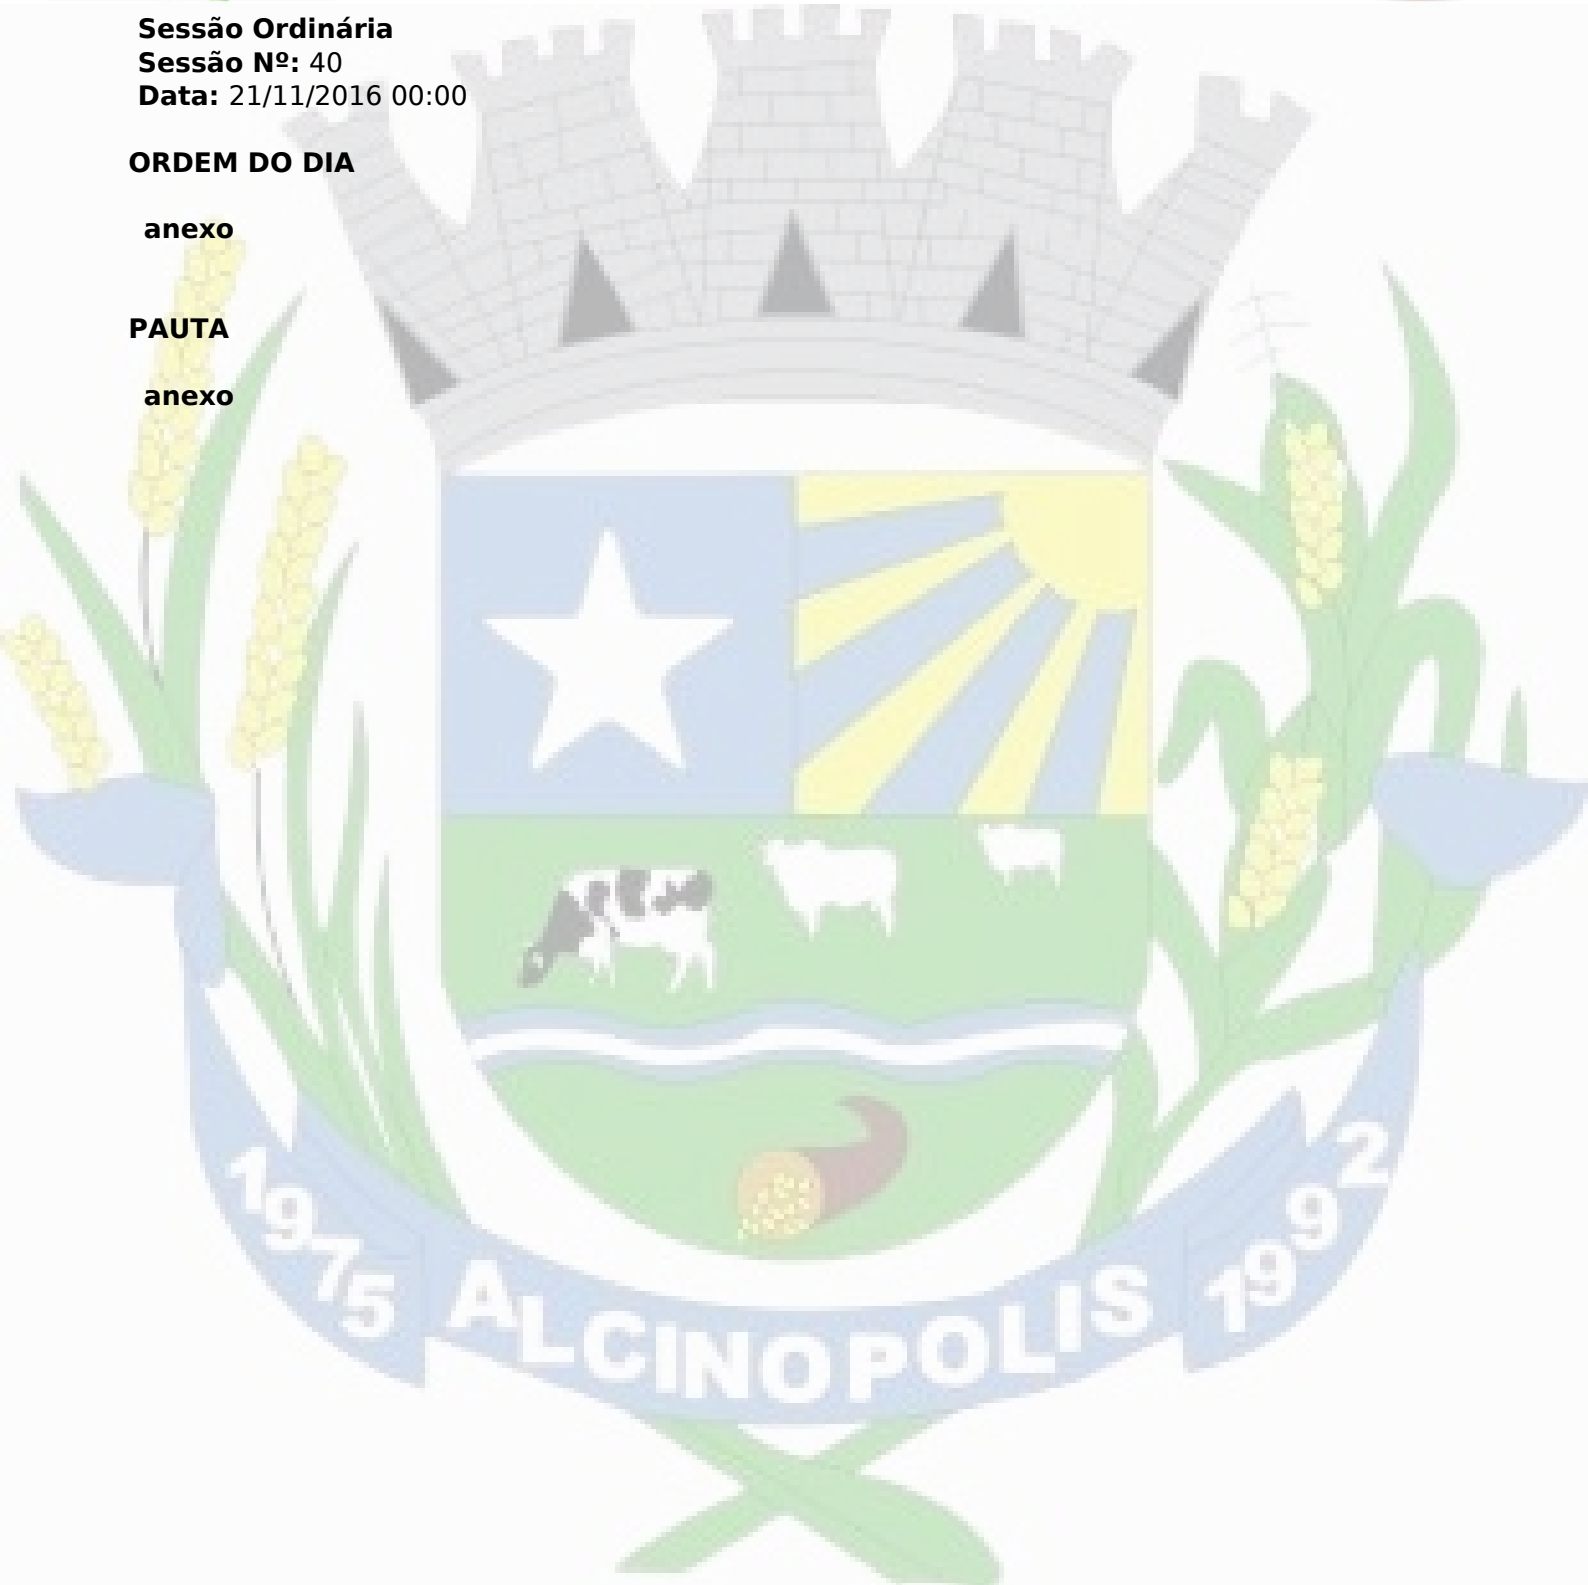 Sessão Ordinária
Sessão Nº: 40
Data: 21/11/2016 00:00
ORDEM DO DIA
anexo
PAUTA
anexo
1975 ALCINOPOLIS 1992